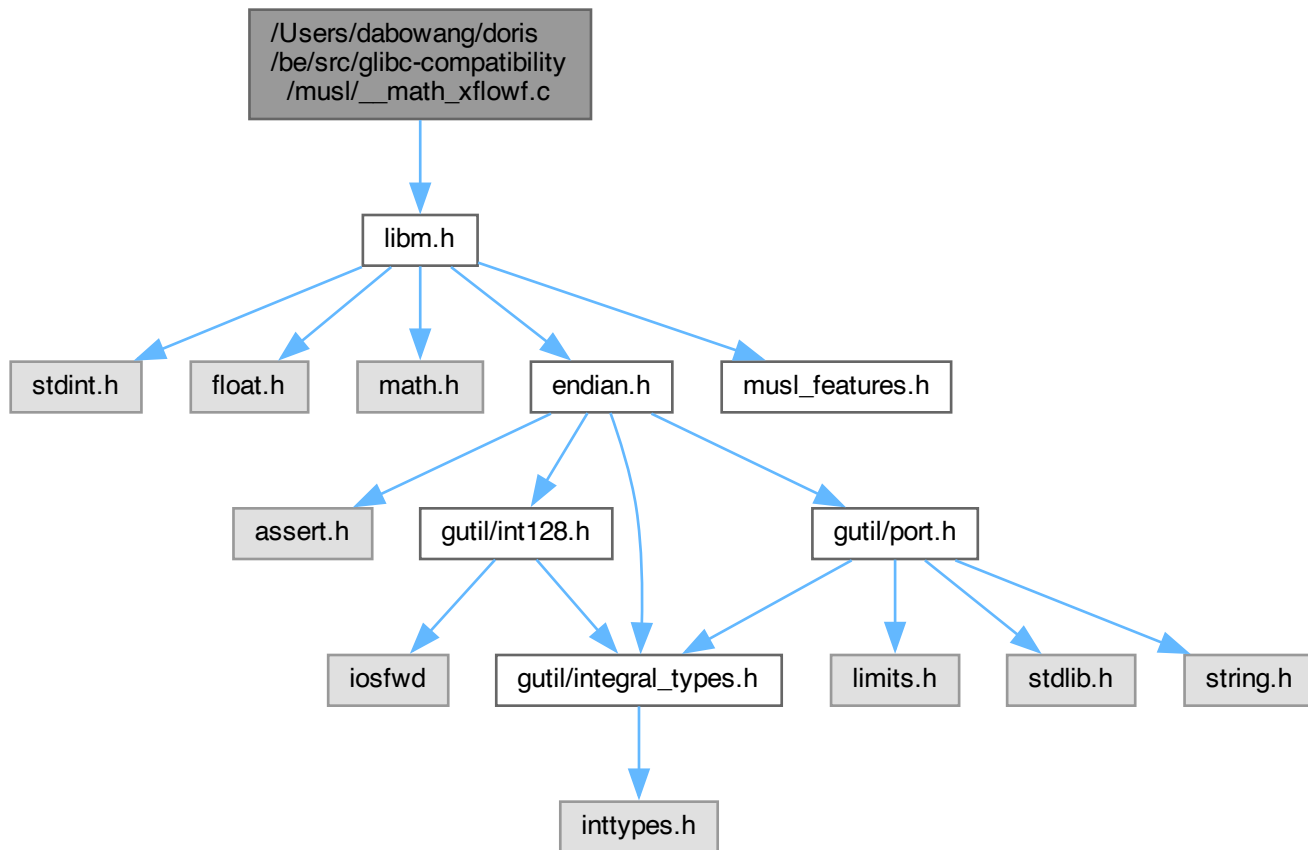 /Users/dabowang/doris
/be/src/glibc-compatibility
/musl/__math_xflowf.c
libm.h
stdint.h
float.h
math.h
endian.h
musl_features.h
assert.h
gutil/int128.h
gutil/port.h
iosfwd
gutil/integral_types.h
limits.h
stdlib.h
string.h
inttypes.h